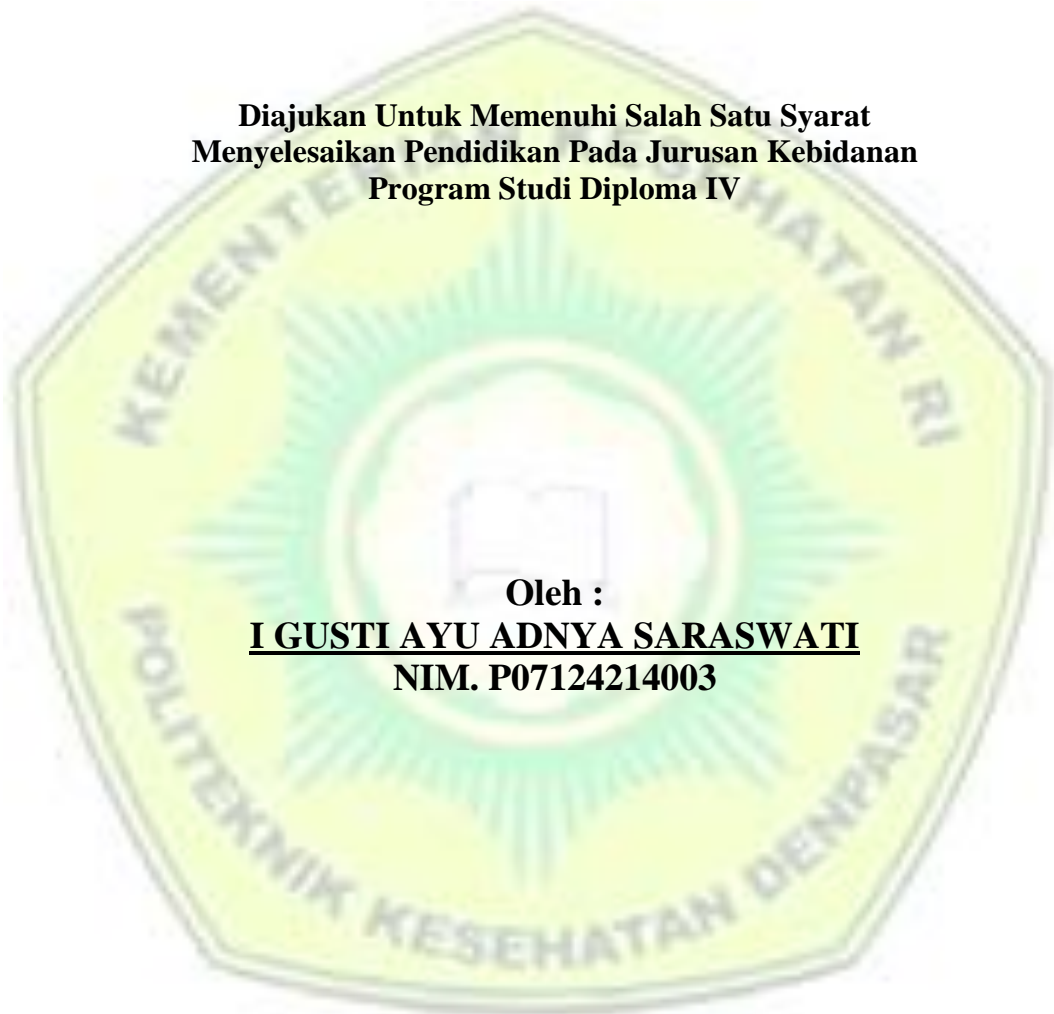 Diajukan Untuk Memenuhi Salah Satu Syarat
Menyelesaikan Pendidikan Pada Jurusan Kebidanan
Program Studi Diploma IV
KEMENTERIAN KESEHATAN RI
Oleh :
I GUSTI AYU ADNYA SARASWATI
NIM. P07124214003
POLITEKNIK KESEHATAN DENPASAR